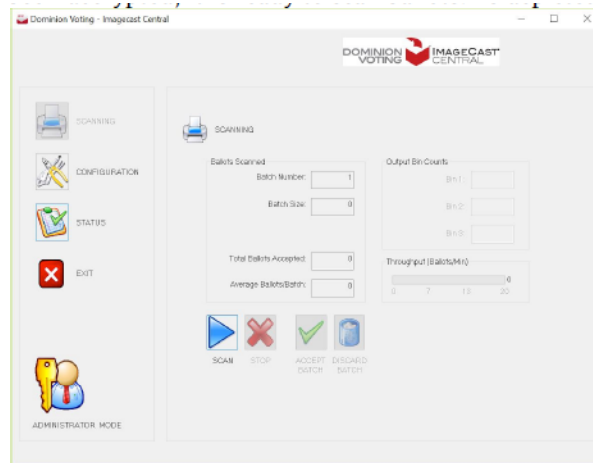 Dominion Voting - Imagecast Central
DOMINION VOTING
IMAGECAST CENTRAL
SCANNING
CONFIGURATION
STATUS
EXIT
ADMINISTRATOR MODE
SCANNING
Ballots Scanned
Batch Number: 1
Batch Size: 0
Total Ballots Accepted: 0
Average Ballots/Batch: 0
Output Bin Counts
Bin 1:
Bin 2:
Bin 3:
Throughput (Ballots/Min)
0 7 13 20
SCAN
STOP
ACCEPT BATCH
DISCARD BATCH